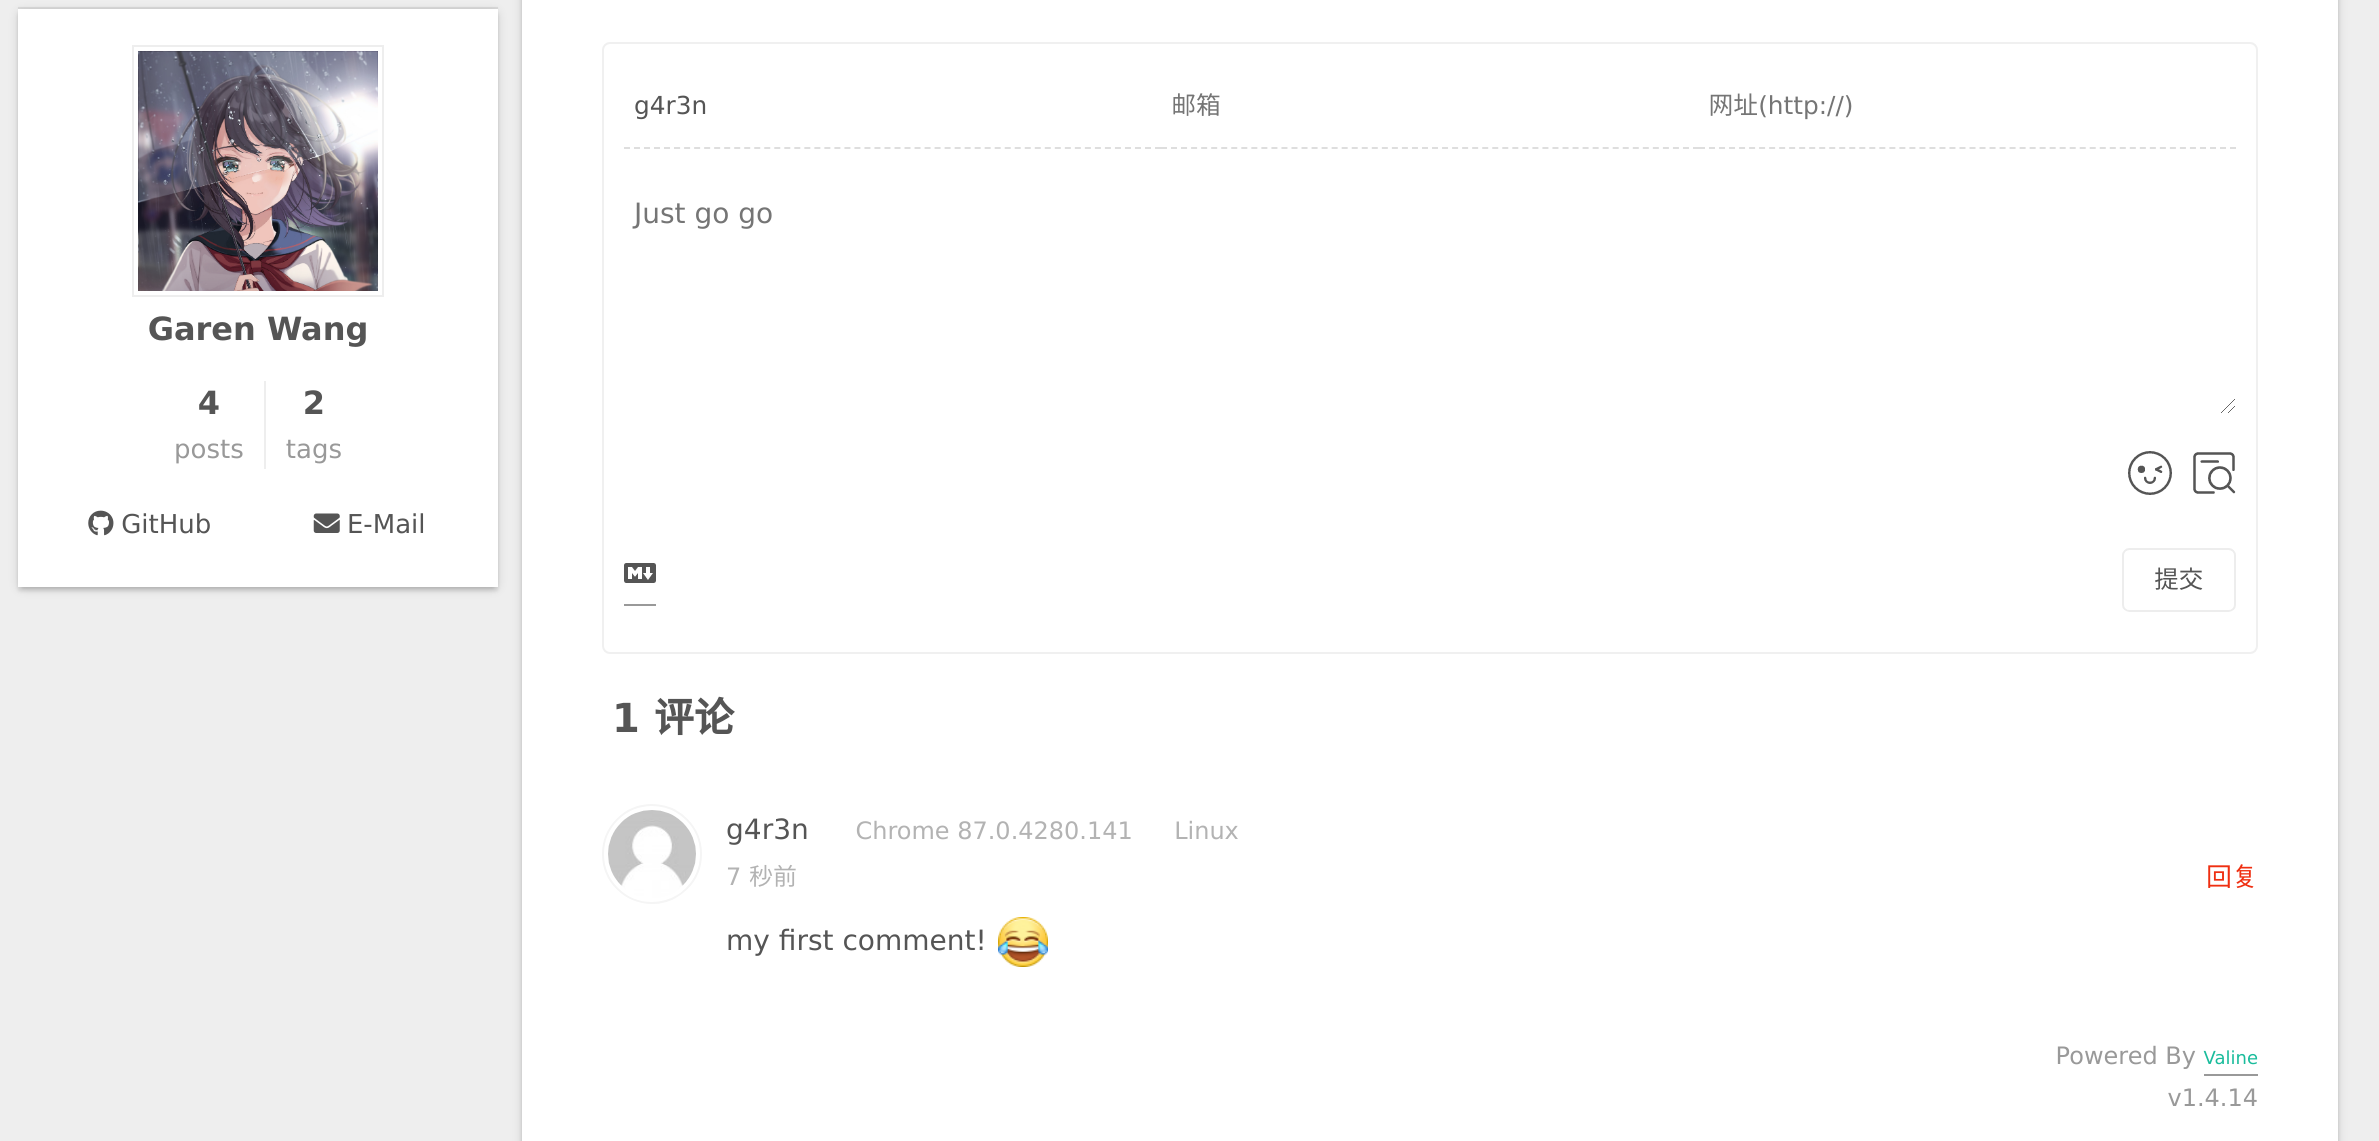 Garen Wang
4 2
posts tags
GitHub E-Mail
g4r3n 邮箱 网址(http://)
Just go go
M
提交
1 评论
g4r3n Chrome 87.0.4280.141 Linux
7 秒前 回复
my first comment! 😂
Powered By Valine
v1.4.14